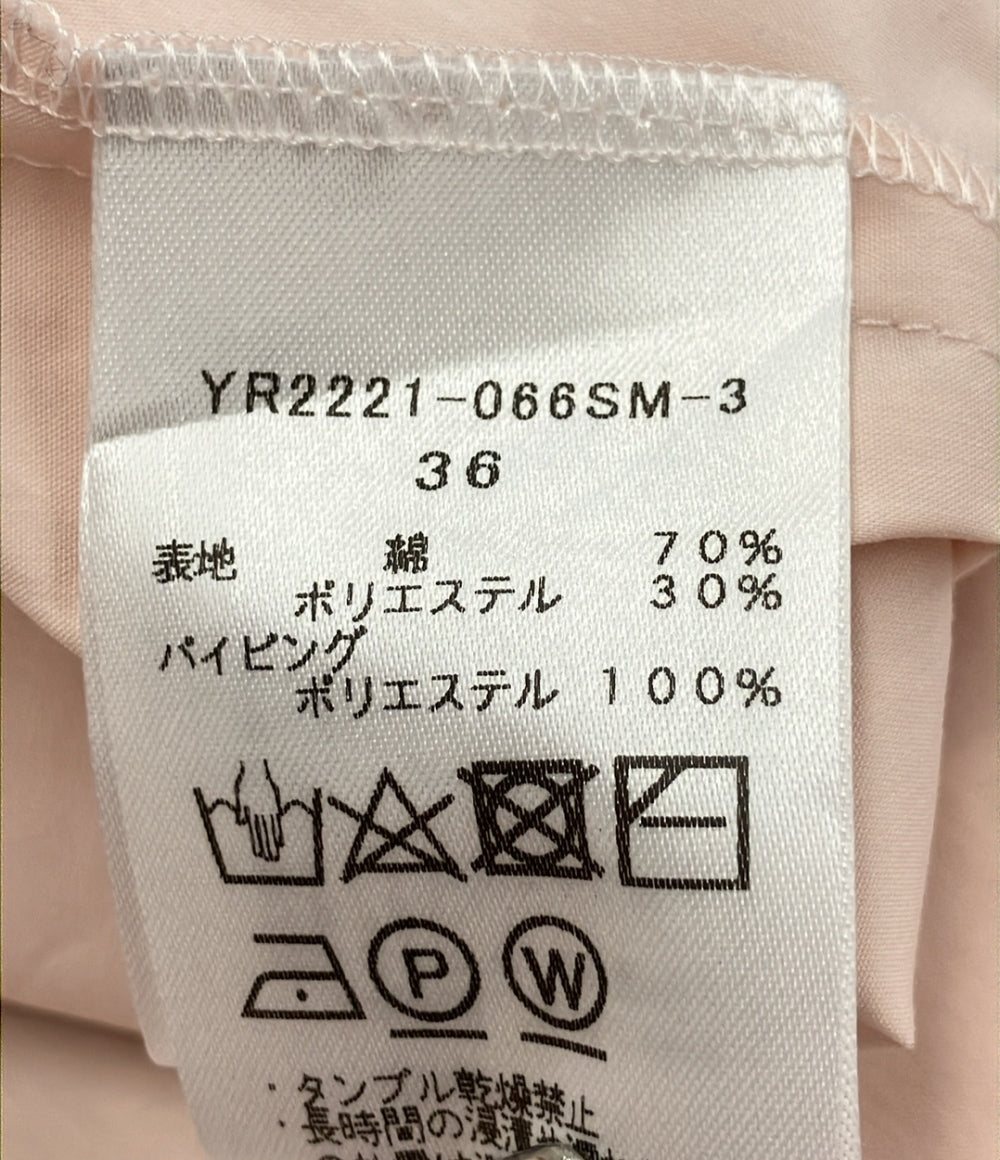 YR2221-066SM-3
36
表地 綿 70%
ポリエステル 30%
パイピング
ポリエステル 100%
P W
・タンブル乾燥禁止
・長時間の浸漬